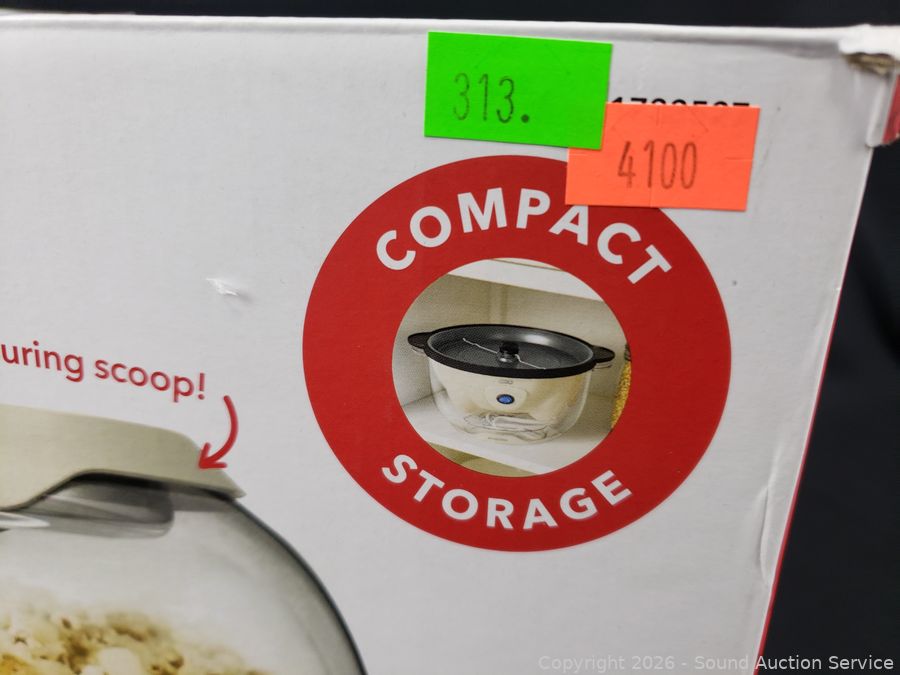 313.
4100
COMPACT
STORAGE
uring scoop!
Copyright 2026 - Sound Auction Service